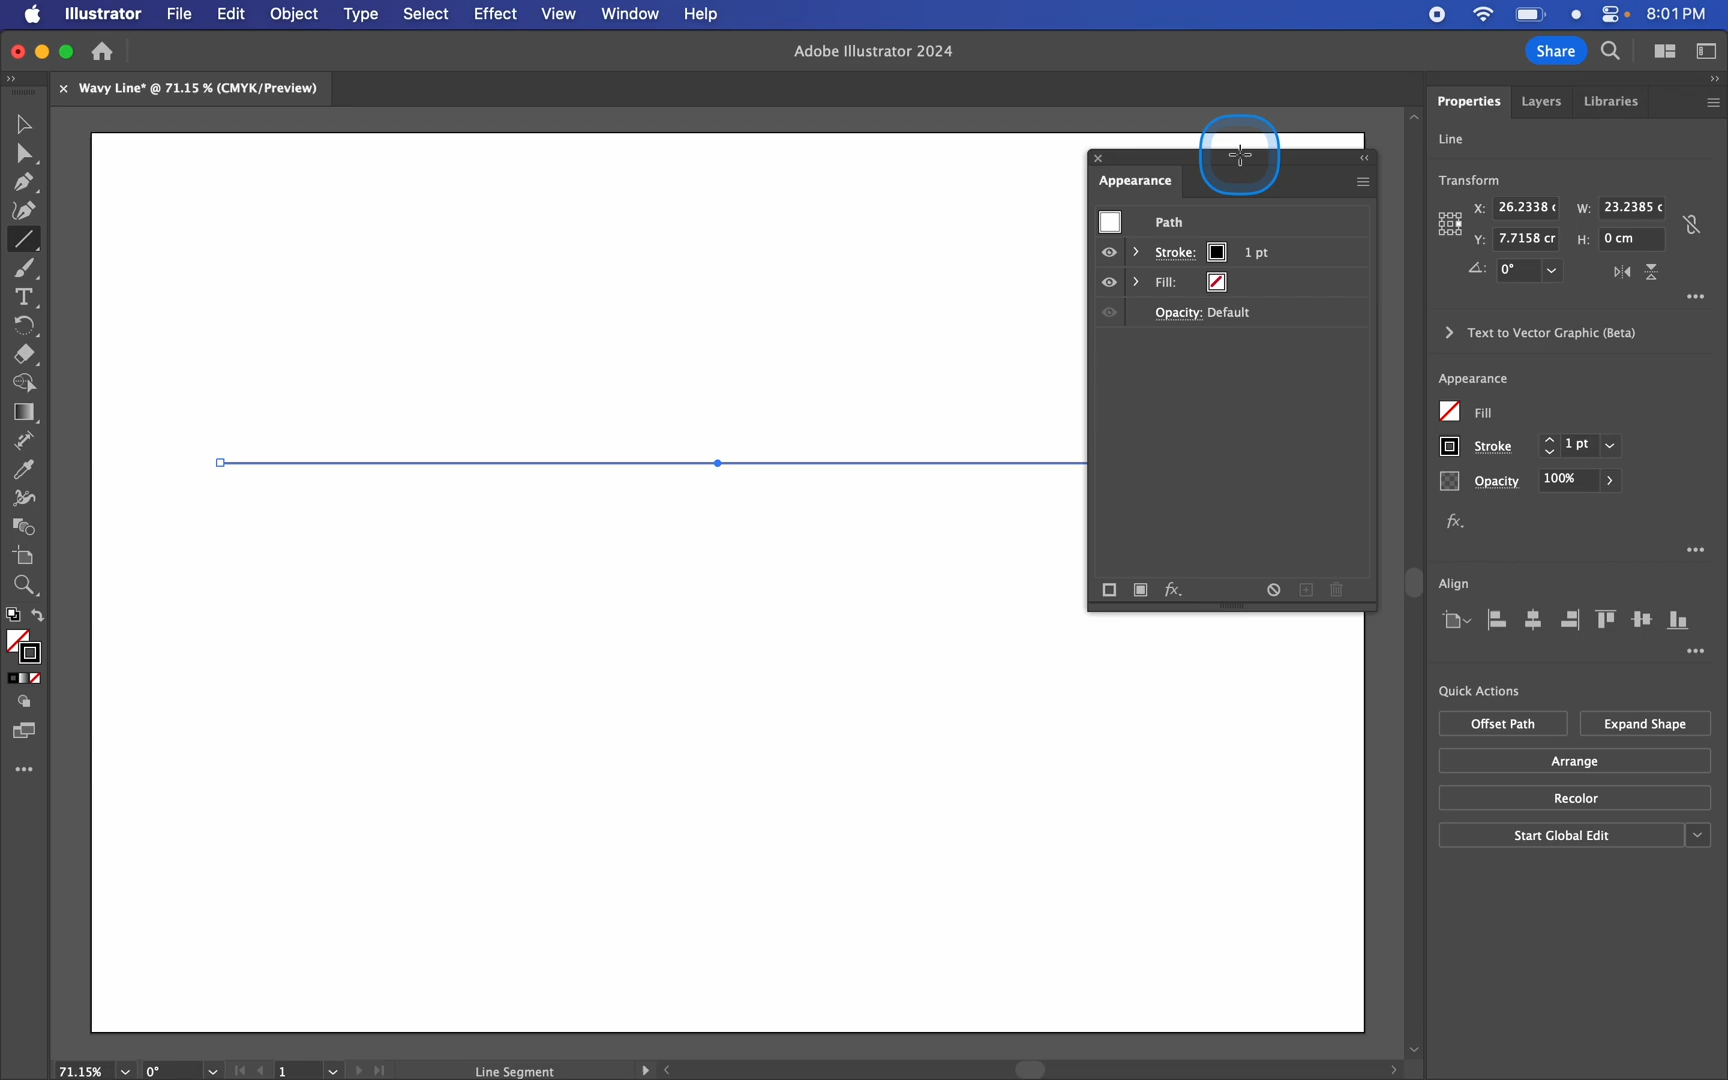 Illustrator File Edit Object Type Select Effect View Window Help 8:01 PM
Adobe Illustrator 2024 Share
Wavy Line* @ 71.15 % (CMYK/Preview)
Properties Layers Libraries
Line
Transform
X: 26.2338 c W: 23.2385 c
Y: 7.7158 cr H: 0 cm
0°
Text to Vector Graphic (Beta)
Appearance
Fill
Stroke 1 pt
Opacity 100%
fx.
Align
Quick Actions
Offset Path Expand Shape
Arrange
Recolor
Start Global Edit
Appearance
Path
Stroke: 1 pt
Fill:
Opacity: Default
fx.
71.15% 0° 1 Line Segment